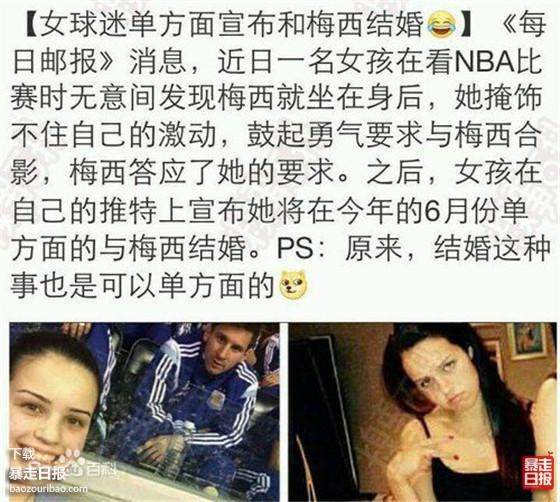 【女球迷单方面宣布和梅西结婚😂】《每
日邮报》消息，近日一名女孩在看NBA比
赛时无意间发现梅西就坐在身后，她掩饰
不住自己的激动，鼓起勇气要求与梅西合
影，梅西答应了她的要求。之后，女孩在
自己的推特上宣布她将在今年的6月份单
方面的与梅西结婚。PS：原来，结婚这种
事也是可以单方面的
百科
下载
暴走日报
baozouribao.com
暴走
日报